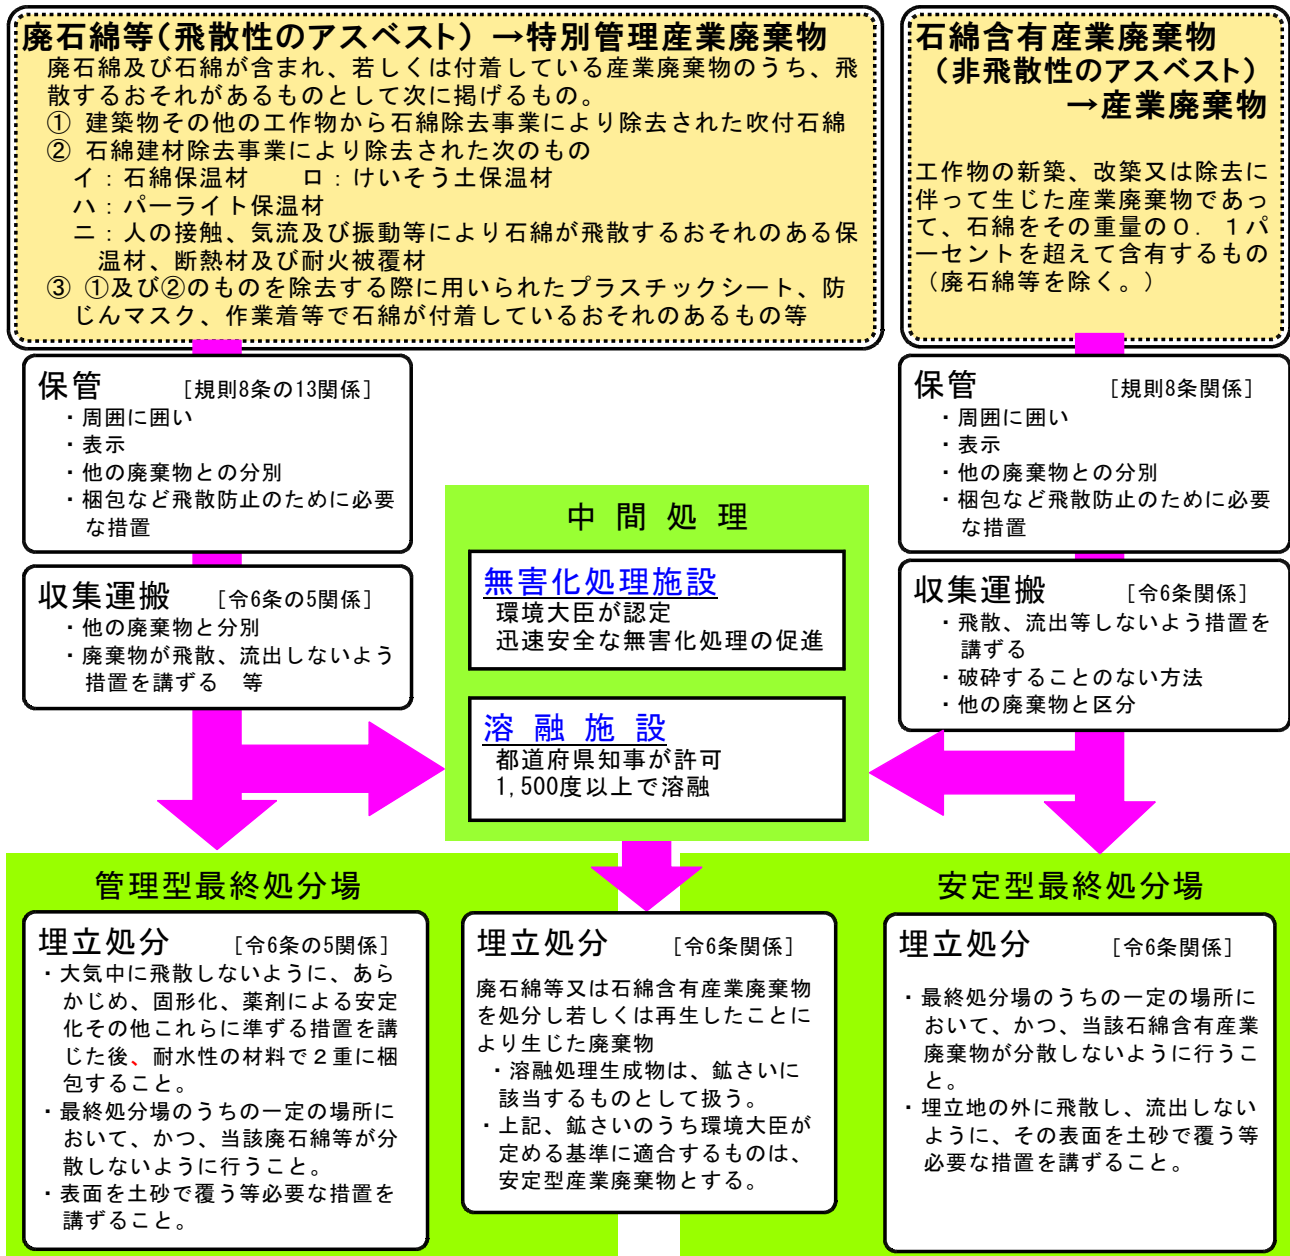 廃石綿等(飛散性のアスベスト) →特別管理産業廃棄物
廃石綿及び石綿が含まれ、若しくは付着している産業廃棄物のうち、飛
散するおそれがあるものとして次に掲げるもの。
① 建築物その他の工作物から石綿除去事業により除去された吹付石綿
② 石綿建材除去事業により除去された次のもの
イ：石綿保温材　　ロ：けいそう土保温材
ハ：パーライト保温材
ニ：人の接触、気流及び振動等により石綿が飛散するおそれのある保
温材、断熱材及び耐火被覆材
③ ①及び②のものを除去する際に用いられたプラスチックシート、防
じんマスク、作業着等で石綿が付着しているおそれのあるもの等
石綿含有産業廃棄物
（非飛散性のアスベスト）
→産業廃棄物
工作物の新築、改築又は除去に
伴って生じた産業廃棄物であっ
て、石綿をその重量の０．１パ
ーセントを超えて含有するもの
（廃石綿等を除く。）
保管　［規則8条の13関係］
・周囲に囲い
・表示
・他の廃棄物との分別
・梱包など飛散防止のために必要
な措置
収集運搬　［令6条の5関係］
・他の廃棄物と分別
・廃棄物が飛散、流出しないよう
措置を講ずる　等
中間処理
無害化処理施設
環境大臣が認定
迅速安全な無害化処理の促進
溶融施設
都道府県知事が許可
1,500度以上で溶融
保管　［規則8条関係］
・周囲に囲い
・表示
・他の廃棄物との分別
・梱包など飛散防止のために必要
な措置
収集運搬　［令6条関係］
・飛散、流出等しないよう措置を
講ずる
・破砕することのない方法
・他の廃棄物と区分
管理型最終処分場
埋立処分　［令6条の5関係］
・大気中に飛散しないように、あら
かじめ、固形化、薬剤による安定
化その他これらに準ずる措置を講
じた後、耐水性の材料で２重に梱
包すること。
・最終処分場のうちの一定の場所に
おいて、かつ、当該廃石綿等が分
散しないように行うこと。
・表面を土砂で覆う等必要な措置を
講ずること。
埋立処分　［令6条関係］
廃石綿等又は石綿含有産業廃棄物
を処分し若しくは再生したことに
より生じた廃棄物
・溶融処理生成物は、鉱さいに
該当するものとして扱う。
・上記、鉱さいのうち環境大臣が
定める基準に適合するものは、
安定型産業廃棄物とする。
安定型最終処分場
埋立処分　［令6条関係］
・最終処分場のうちの一定の場所に
おいて、かつ、当該石綿含有産業
廃棄物が分散しないように行うこ
と。
・埋立地の外に飛散し、流出しない
ように、その表面を土砂で覆う等
必要な措置を講ずること。